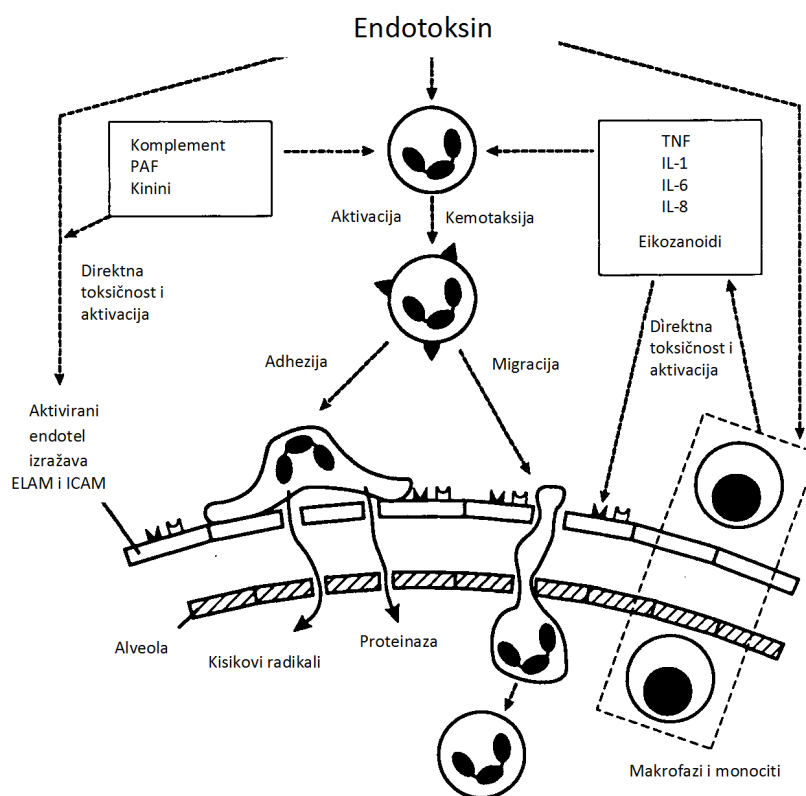 Endotoksin
Komplement
PAF
Kinini
TNF
IL-1
IL-6
IL-8
Eikozanoidi
Aktivacija
Kemotaksija
Direktna
toksičnost i
aktivacija
Direktna
toksičnost i
aktivacija
Adhezija
Migracija
Aktivirani
endotel
izražava
ELAM i ICAM
Alveola
Kisikovi radikali
Proteinaza
Makrofazi i monociti